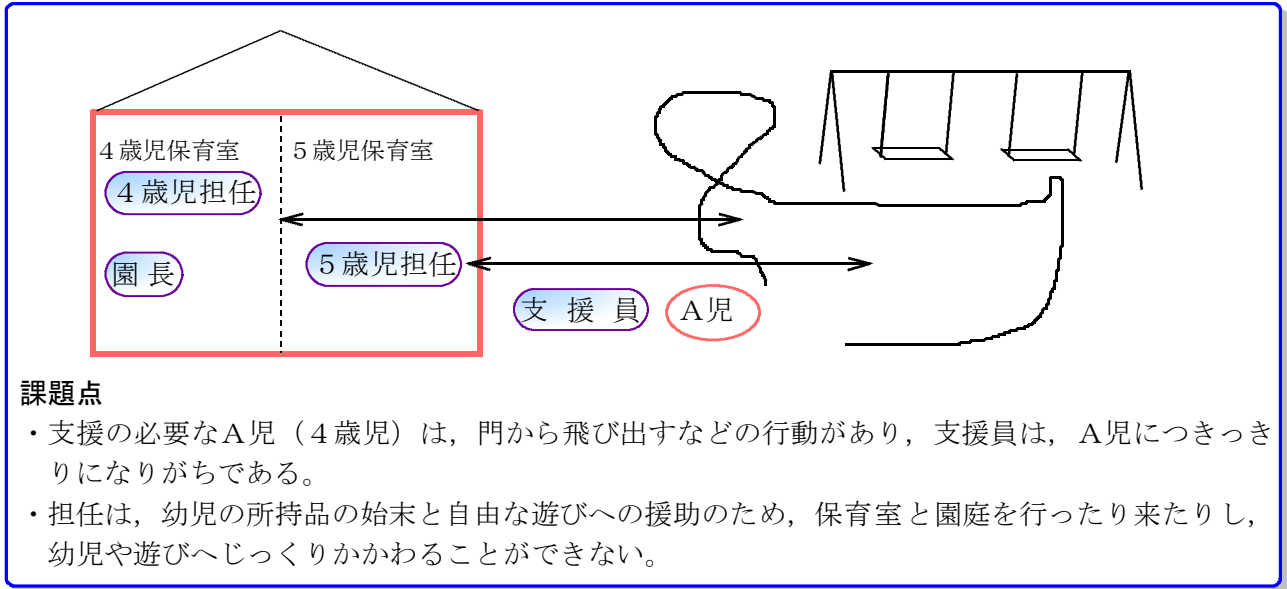 ４歳児保育室
５歳児保育室
４歳児担任
５歳児担任
園 長
支 援 員
Ａ児
課題点
・支援の必要なＡ児（４歳児）は，門から飛び出すなどの行動があり，支援員は，Ａ児につきっき
りになりがちである。
・担任は，幼児の所持品の始末と自由な遊びへの援助のため，保育室と園庭を行ったり来たりし，
幼児や遊びへじっくりかかわることができない。